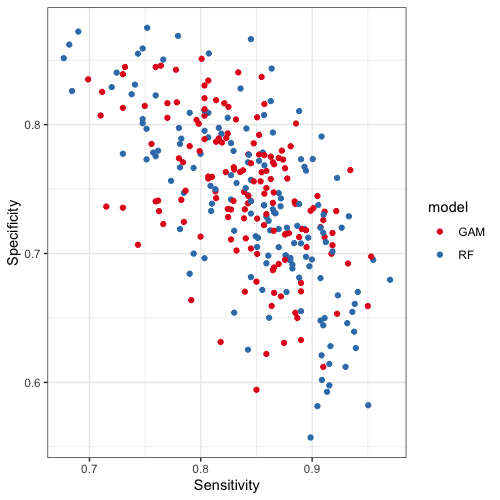 0.8
0.7
0.6
Specificity
0.7
0.8
0.9
Sensitivity
model
GAM
RF